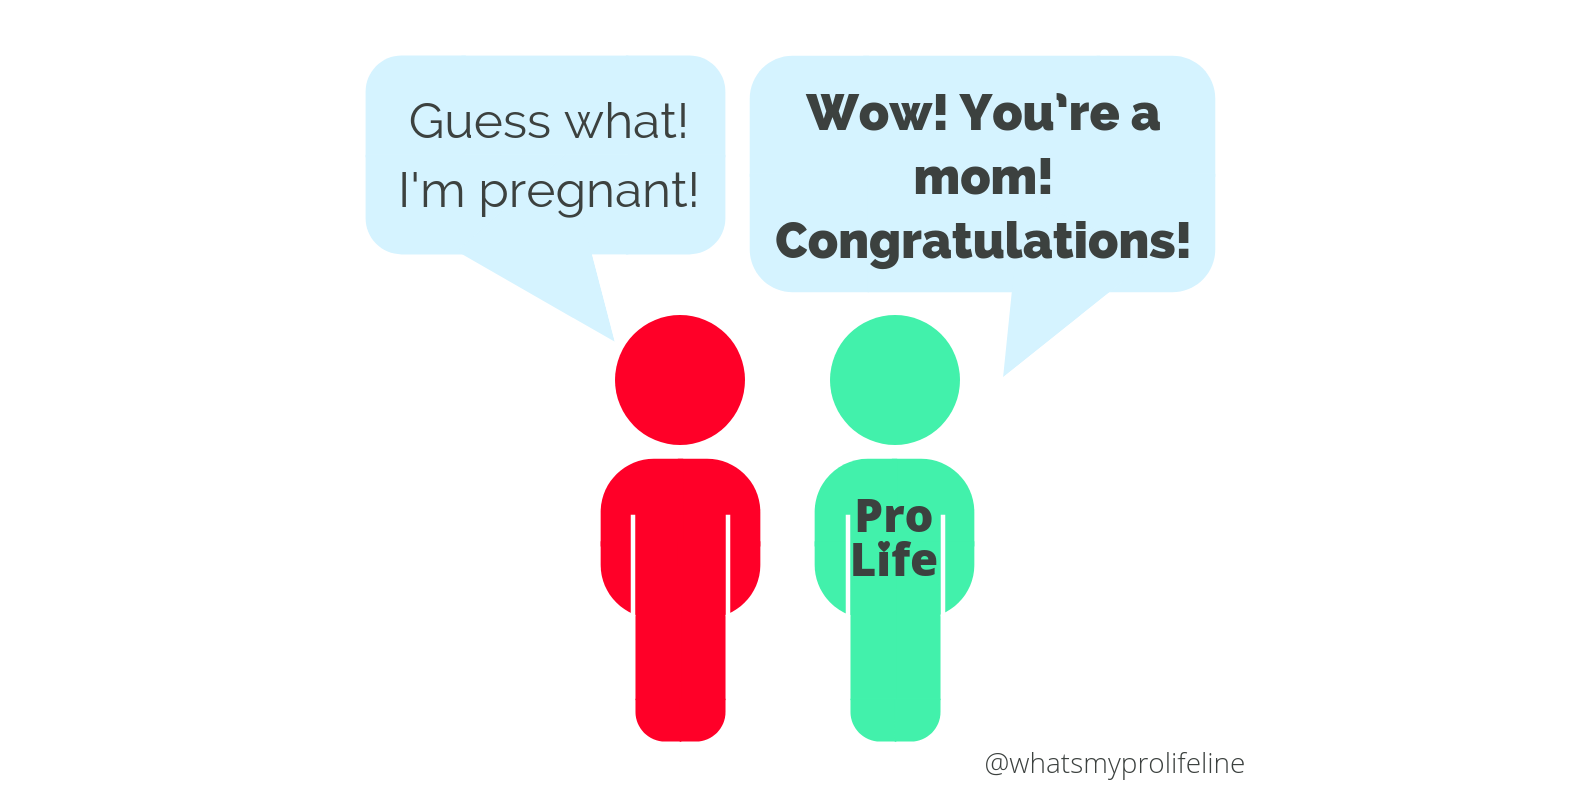 Guess what!
I'm pregnant!
Wow! You’re a
mom!
Congratulations!
Pro
Life
@whatsmyprolifeline